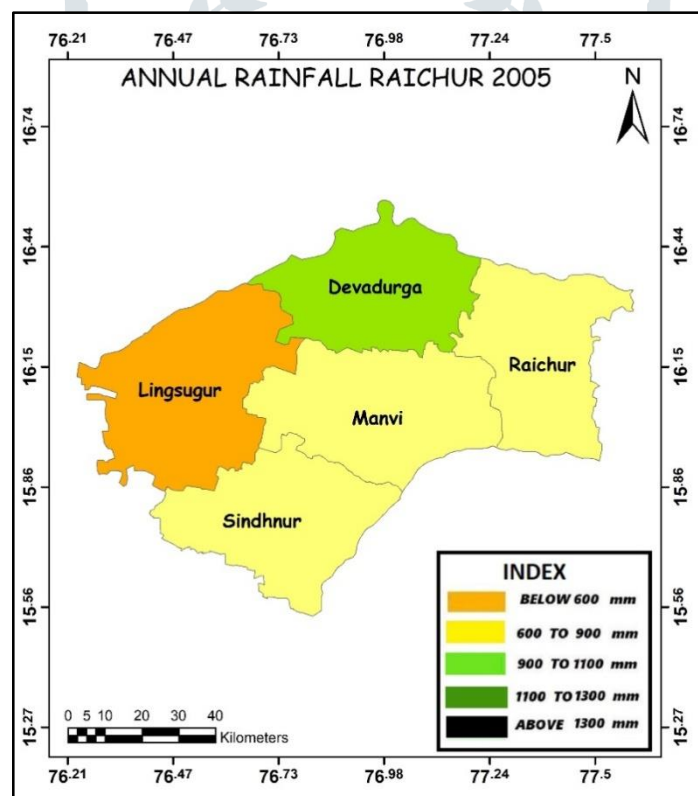 76.21 76.47 76.73 76.98 77.24 77.5
ANNUAL RAINFALL RAICHUR 2005
N
16.74 16.74
16.44 16.44
Devadurga
16.15 16.15
Raichur
Lingsugur
Manvi
15.86 15.86
Sindhnur
INDEX
BELOW 600 mm
15.56 15.56
600 TO 900 mm
900 TO 1100 mm
1100 TO 1300 mm
ABOVE 1300 mm
0 5 10 20 30 40
Kilometers
15.27 15.27
76.21 76.47 76.73 76.98 77.24 77.5